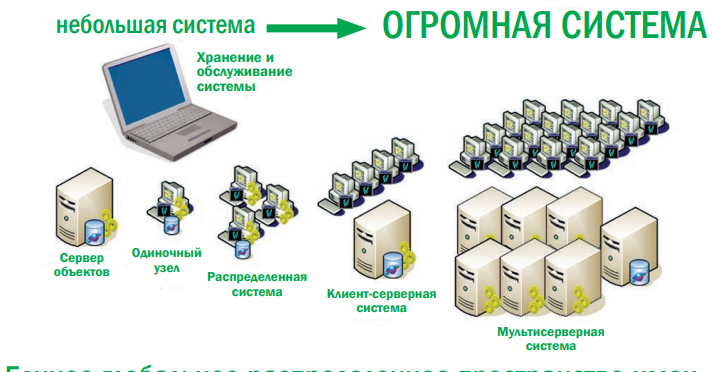 небольшая система
ОГРОМНАЯ СИСТЕМА
Хранение и
обслуживание
системы
Сервер
объектов
Одиночный
узел
Распределенная
система
Клиент-серверная
система
Мультисерверная
система